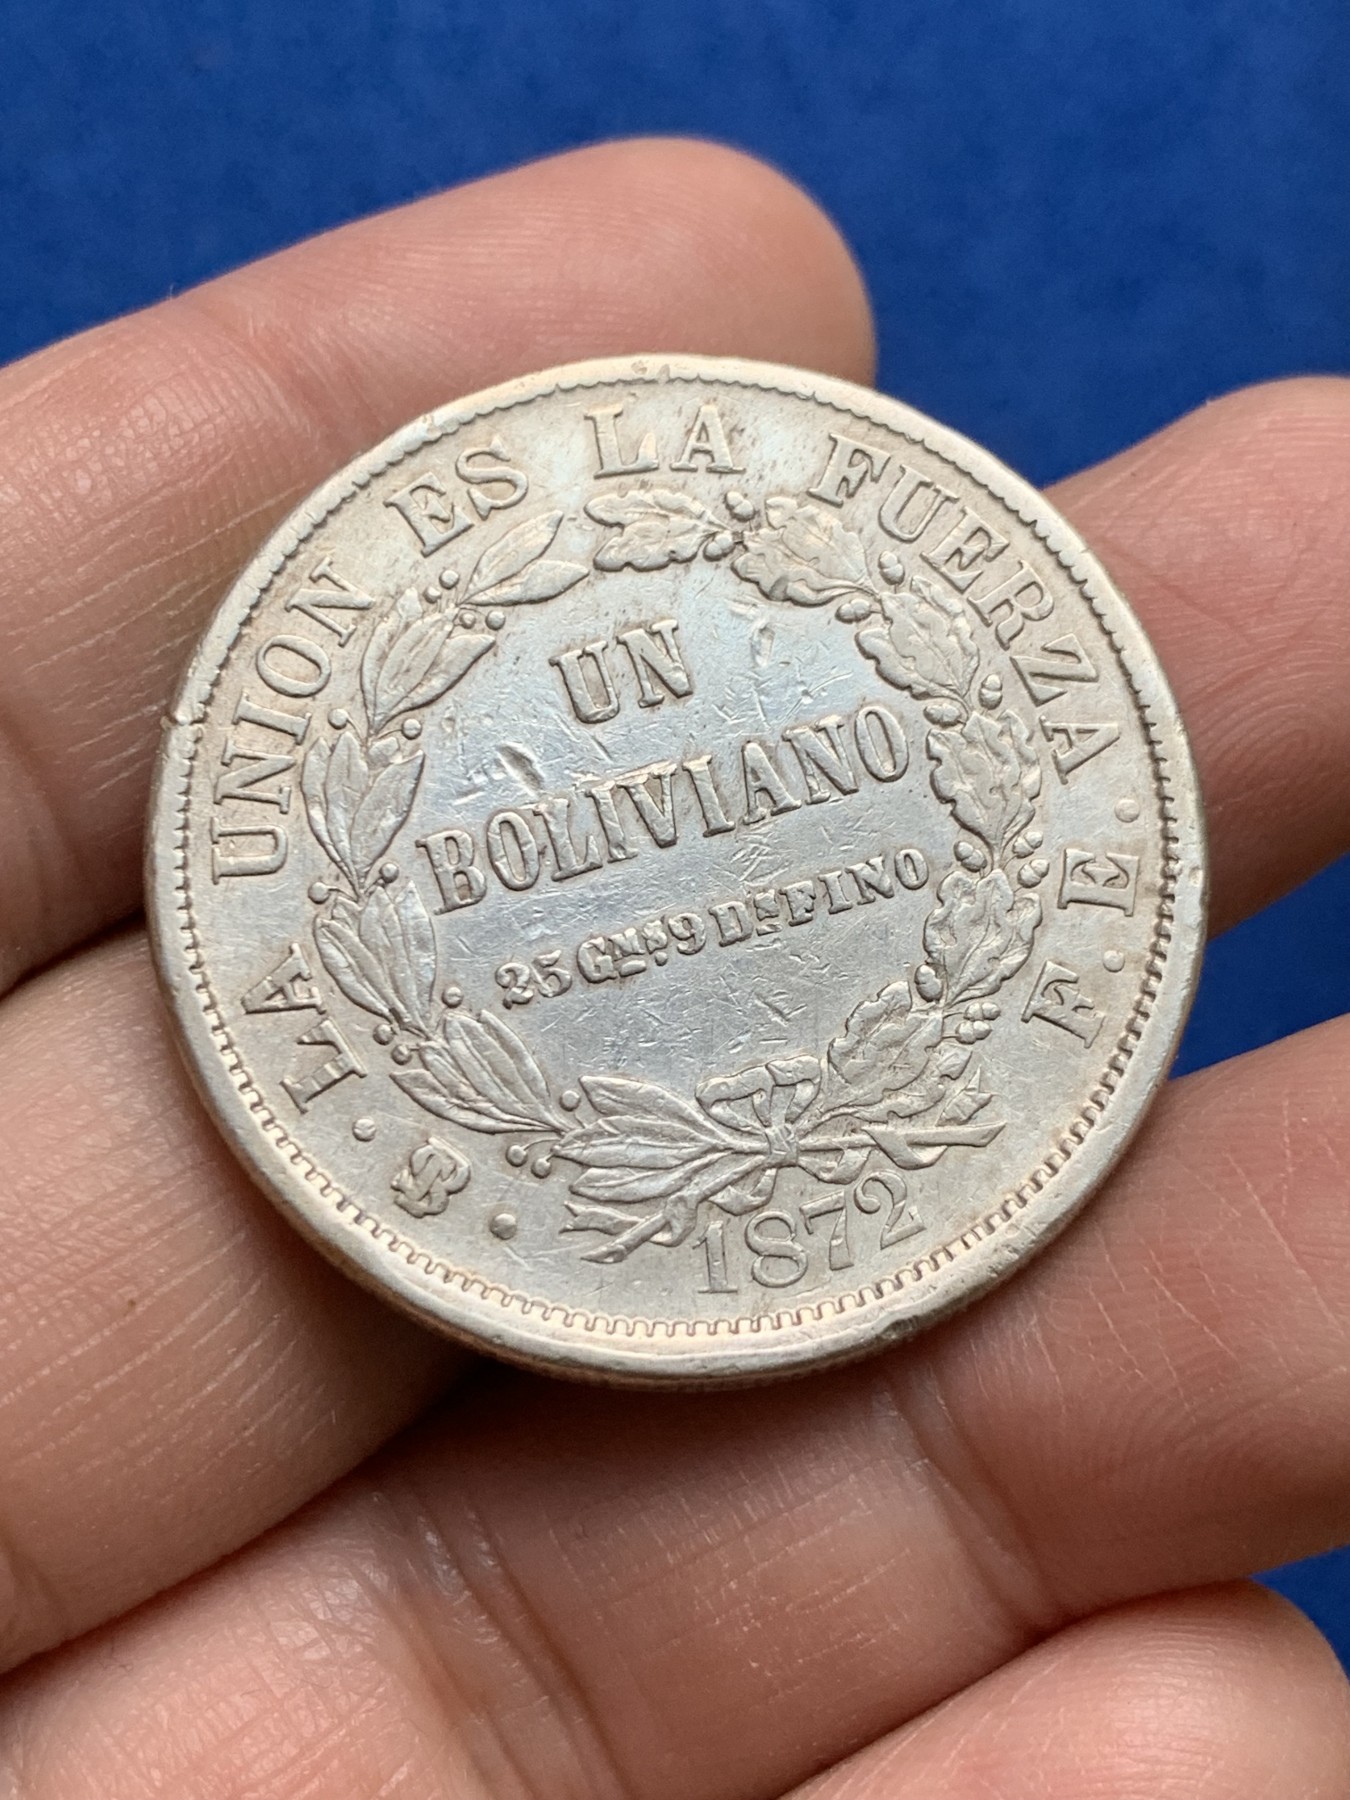 LA UNION ES LA FUERZA . F.E.
UN
BOLIVIANO
25 GMS. 9 DS FINO
1872